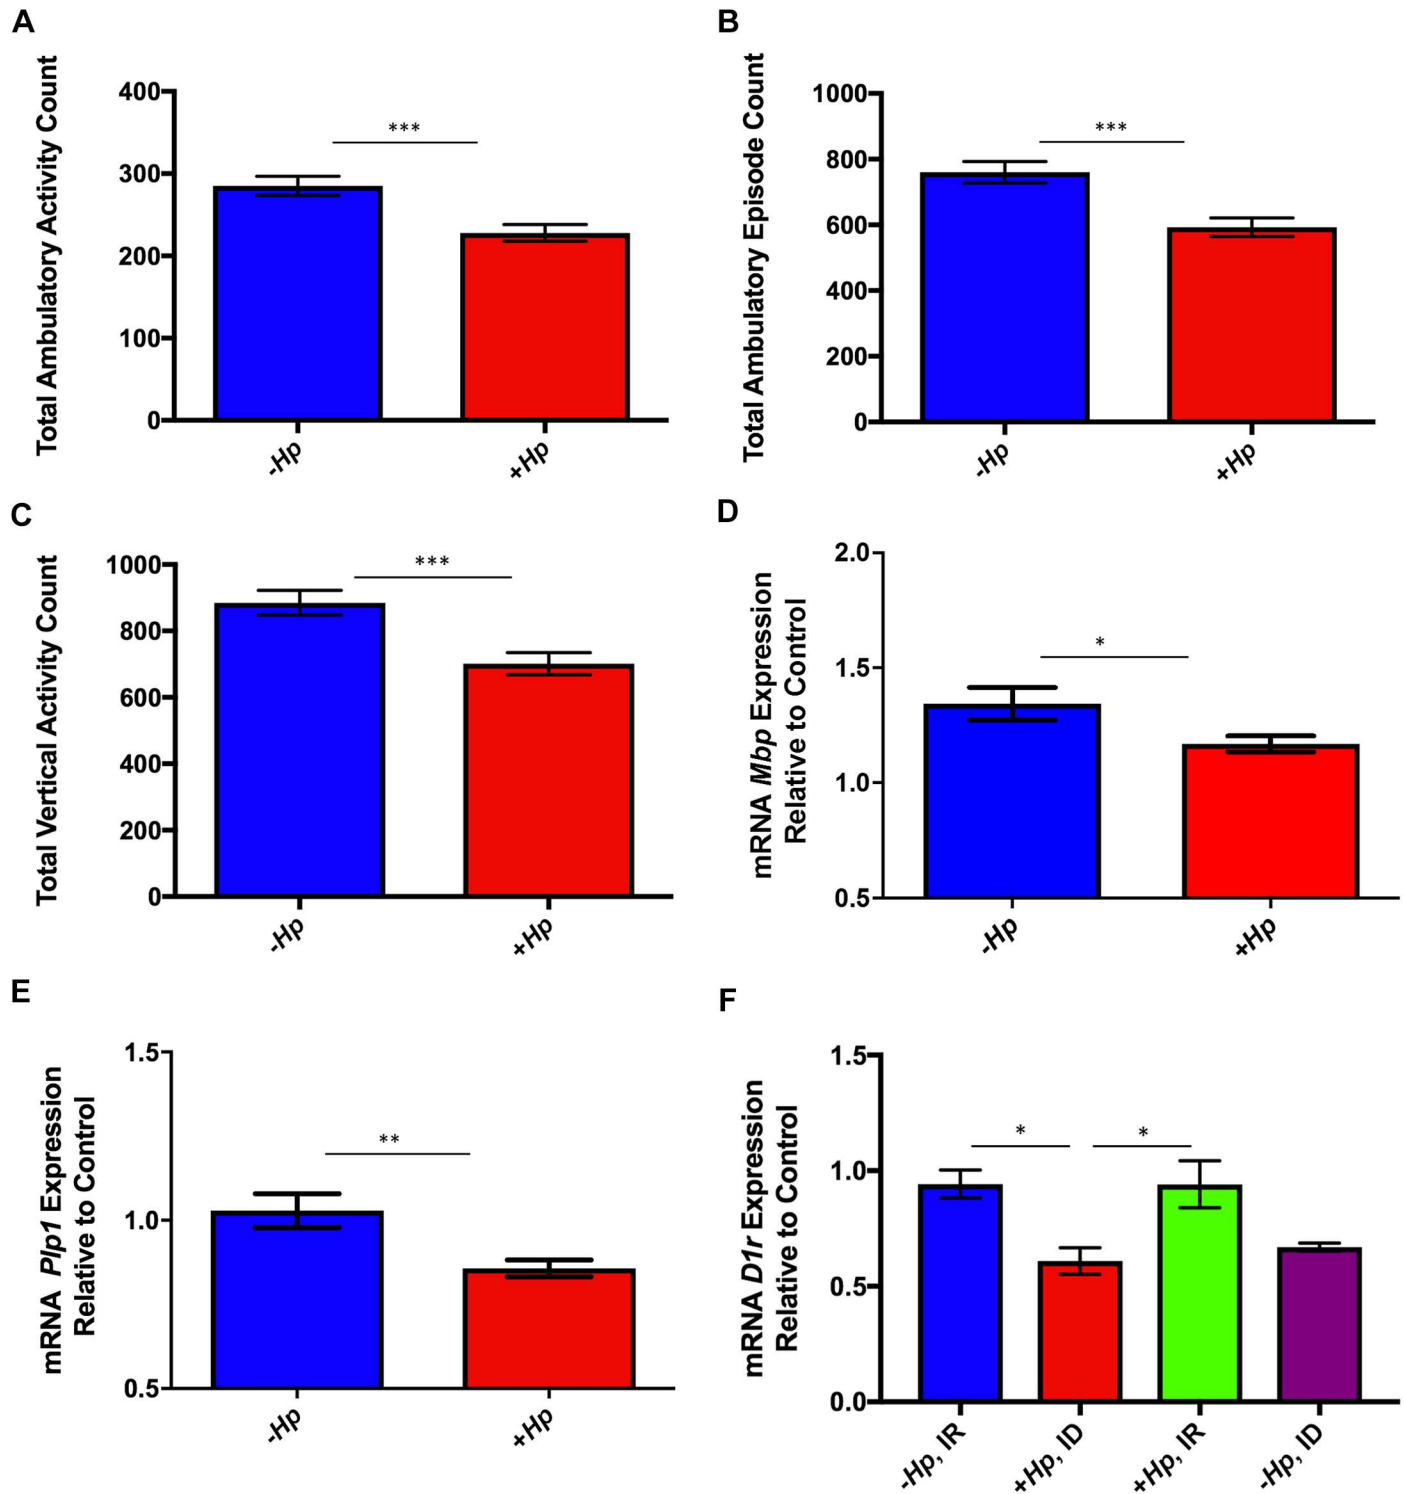 A
Total Ambulatory Activity Count
400
300
200
100
0
***
-Hp
+Hp
B
Total Ambulatory Episode Count
1000
800
600
400
200
0
***
-Hp
+Hp
C
Total Vertical Activity Count
1000
800
600
400
200
0
***
-Hp
+Hp
D
mRNA Mbp Expression
Relative to Control
2.0
1.5
1.0
0.5
*
-Hp
+Hp
E
mRNA Plp1 Expression
Relative to Control
1.5
1.0
0.5
**
-Hp
+Hp
F
mRNA D1r Expression
Relative to Control
1.5
1.0
0.5
0.0
*
*
-Hp, IR
+Hp, ID
+Hp, IR
-Hp, ID